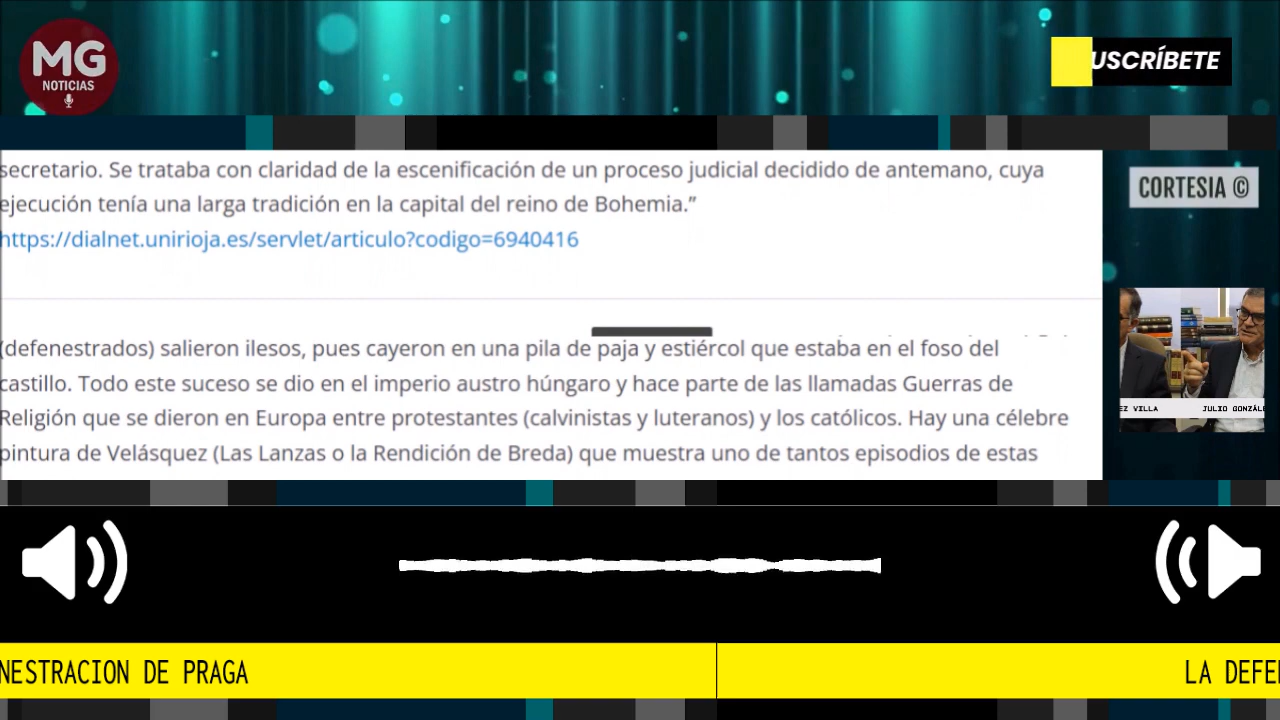 MG
NOTICIAS
USCRÍBETE
secretario. Se trataba con claridad de la escenificación de un proceso judicial decidido de antemano, cuya
ejecución tenía una larga tradición en la capital del reino de Bohemia.”
https://dialnet.unirioja.es/servlet/articulo?codigo=6940416
CORTESIA ©
(defenestrados) salieron ilesos, pues cayeron en una pila de paja y estiércol que estaba en el foso del
castillo. Todo este suceso se dio en el imperio austro húngaro y hace parte de las llamadas Guerras de
Religión que se dieron en Europa entre protestantes (calvinistas y luteranos) y los católicos. Hay una célebre
pintura de Velásquez (Las Lanzas o la Rendición de Breda) que muestra uno de tantos episodios de estas
EZ VILLA JULIO GONZÁL
NESTRACION DE PRAGA LA DEFE